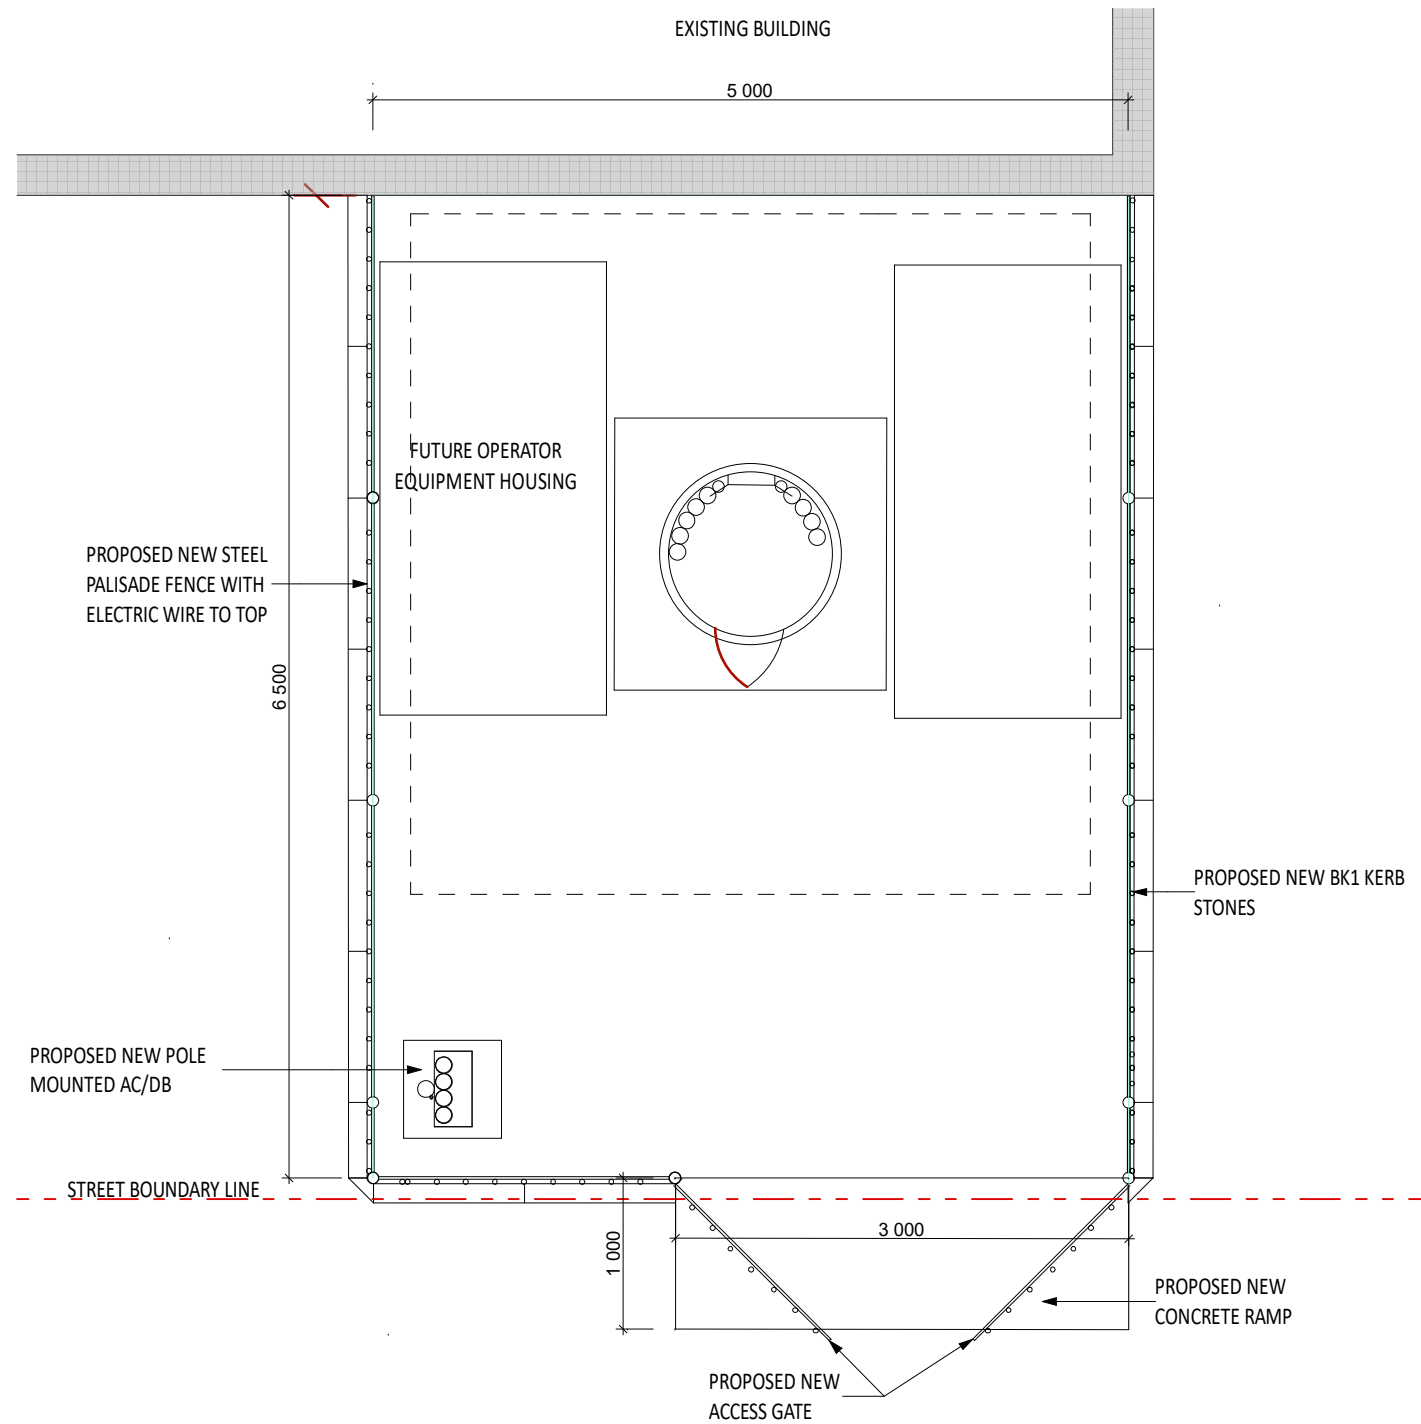 EXISTING BUILDING
5 000
FUTURE OPERATOR
EQUIPMENT HOUSING
PROPOSED NEW STEEL
PALISADE FENCE WITH
ELECTRIC WIRE TO TOP
6 500
PROPOSED NEW BK1 KERB
STONES
PROPOSED NEW POLE
MOUNTED AC/DB
STREET BOUNDARY LINE
3 000
1 000
PROPOSED NEW
CONCRETE RAMP
PROPOSED NEW
ACCESS GATE